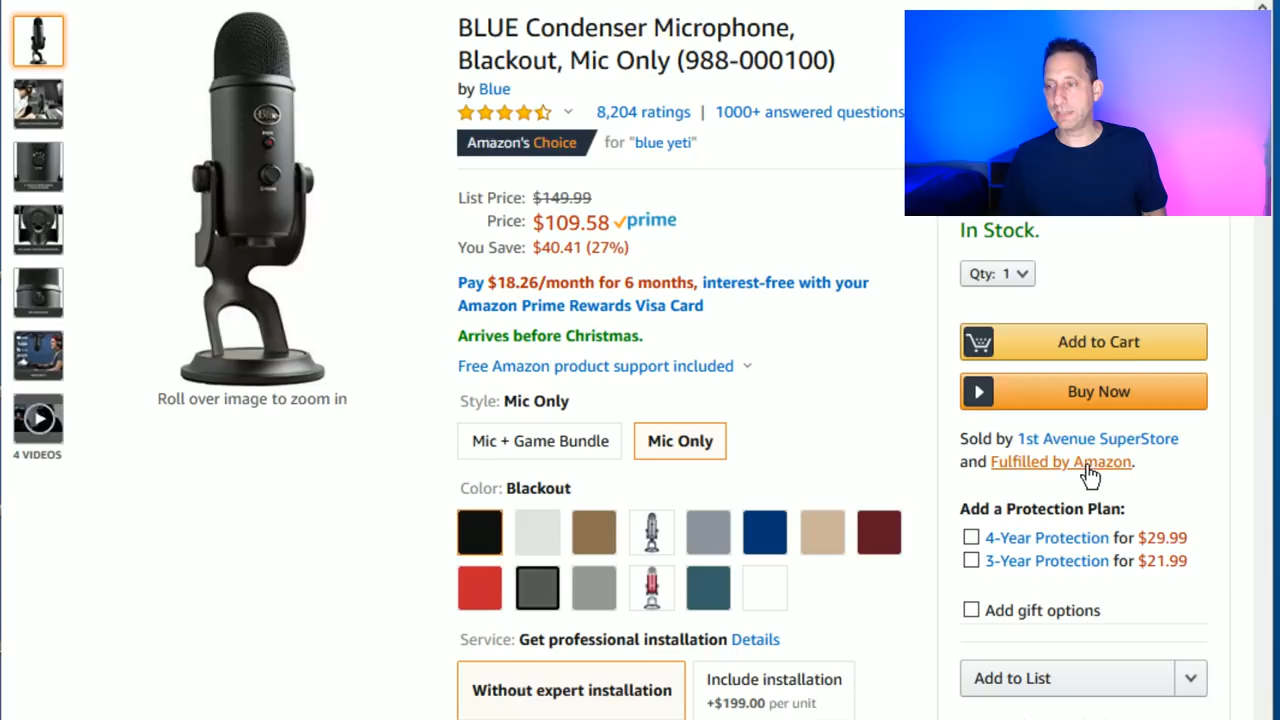 BLUE Condenser Microphone,
Blackout, Mic Only (988-000100)
by Blue
8,204 ratings | 1000+ answered questions
Amazon's Choice for "blue yeti"
List Price: $149.99
Price: $109.58 prime
You Save: $40.41 (27%)
Pay $18.26/month for 6 months, interest-free with your
Amazon Prime Rewards Visa Card
Arrives before Christmas.
Free Amazon product support included
Style: Mic Only
Mic + Game Bundle
Mic Only
Color: Blackout
Service: Get professional installation Details
Without expert installation
Include installation
+$199.00 per unit
Blue
Roll over image to zoom in
4 VIDEOS
In Stock.
Qty: 1
Add to Cart
Buy Now
Sold by 1st Avenue SuperStore
and Fulfilled by Amazon.
Add a Protection Plan:
4-Year Protection for $29.99
3-Year Protection for $21.99
Add gift options
Add to List